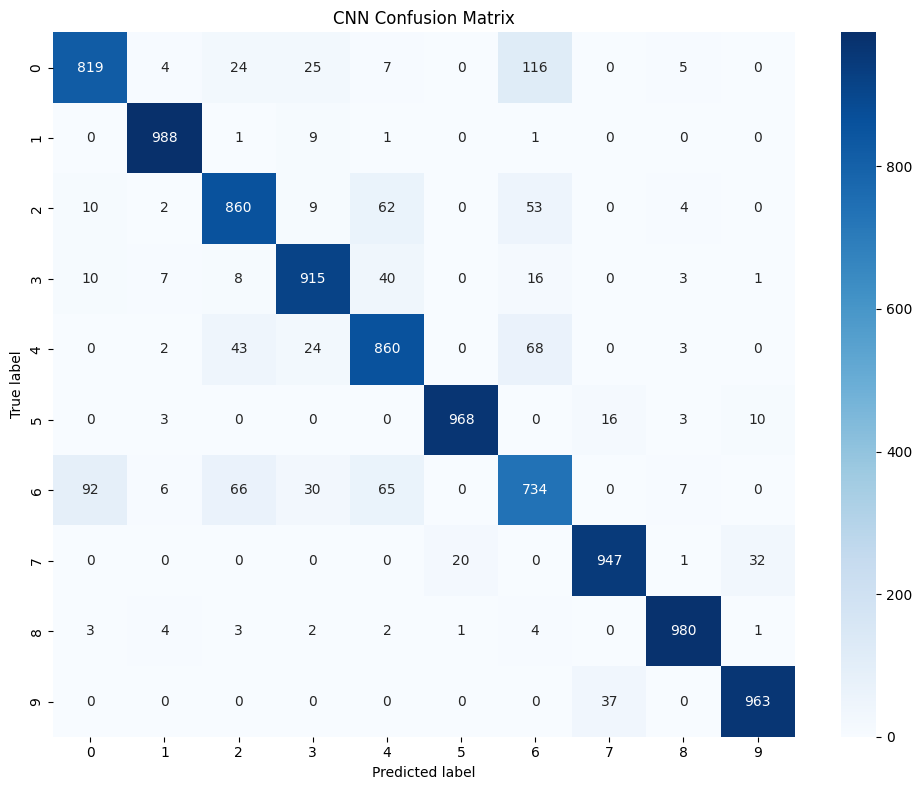 CNN Confusion Matrix
0 819 4 24 25 7 0 116 0 5 0
1 0 988 1 9 1 0 1 0 0 0
2 10 2 860 9 62 0 53 0 4 0
3 10 7 8 915 40 0 16 0 3 1
4 0 2 43 24 860 0 68 0 3 0
5 0 3 0 0 0 968 0 16 3 10
6 92 6 66 30 65 0 734 0 7 0
7 0 0 0 0 0 20 0 947 1 32
8 3 4 3 2 2 1 4 0 980 1
9 0 0 0 0 0 0 0 37 0 963
0 1 2 3 4 5 6 7 8 9
Predicted label
True label
800
600
400
200
0